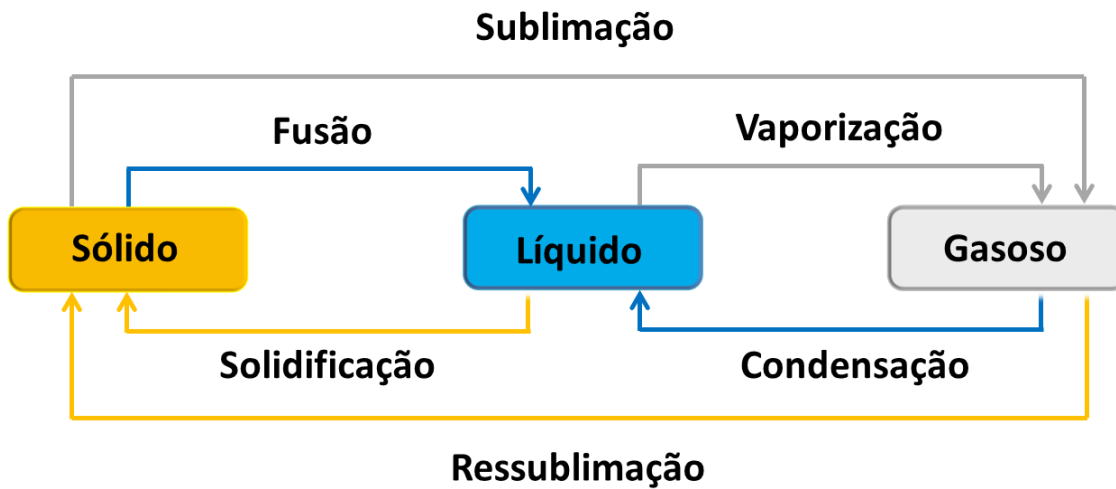 Sublimação
Fusão
Vaporização
Sólido
Líquido
Gasoso
Solidificação
Condensação
Ressublimação